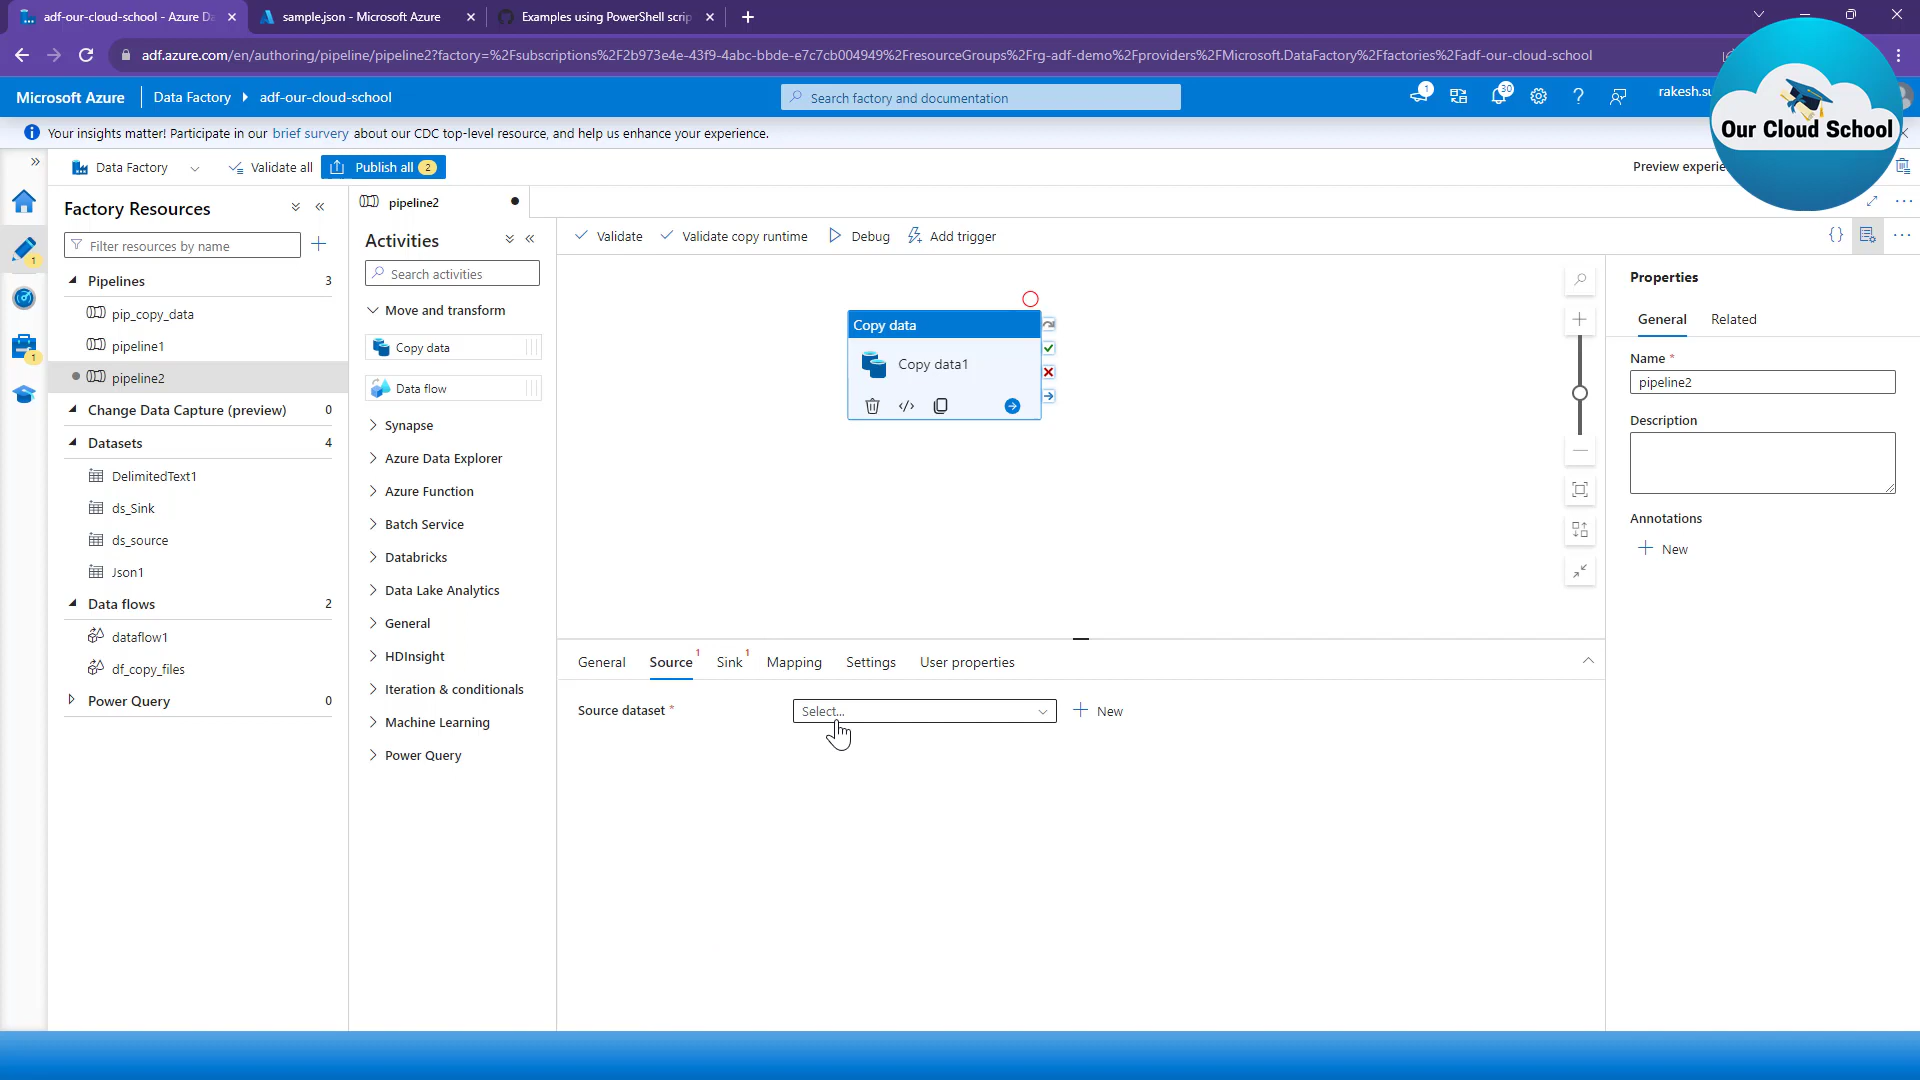 adf-our-cloud-school - Azure Da
sample.json - Microsoft Azure
Examples using PowerShell scrip
adf.azure.com/en/authoring/pipeline/pipeline2?factory=%2Fsubscriptions%2F2b973e4e-43f9-4abc-bbde-e7c7cb004949%2FresourceGroups%2Frg-adf-demo%2Fproviders%2FMicrosoft.DataFactory%2Ffactories%2Fadf-our-cloud-school
Microsoft Azure
Data Factory
adf-our-cloud-school
Search factory and documentation
1
30
rakesh.su
Our Cloud School
Your insights matter! Participate in our brief survey about our CDC top-level resource, and help us enhance your experience.
Data Factory
Validate all
Publish all 2
Preview experie
Factory Resources
Filter resources by name
1
1
Pipelines 3
pip_copy_data
pipeline1
pipeline2
Change Data Capture (preview) 0
Datasets 4
DelimitedText1
ds_Sink
ds_source
Json1
Data flows 2
dataflow1
df_copy_files
Power Query 0
pipeline2
Activities
Search activities
Move and transform
Copy data
Data flow
Synapse
Azure Data Explorer
Azure Function
Batch Service
Databricks
Data Lake Analytics
General
HDInsight
Iteration & conditionals
Machine Learning
Power Query
Validate
Validate copy runtime
Debug
Add trigger
Copy data
Copy data1
General
Source 1
Sink 1
Mapping
Settings
User properties
Source dataset *
Select...
New
Properties
General
Related
Name *
pipeline2
Description
Annotations
New